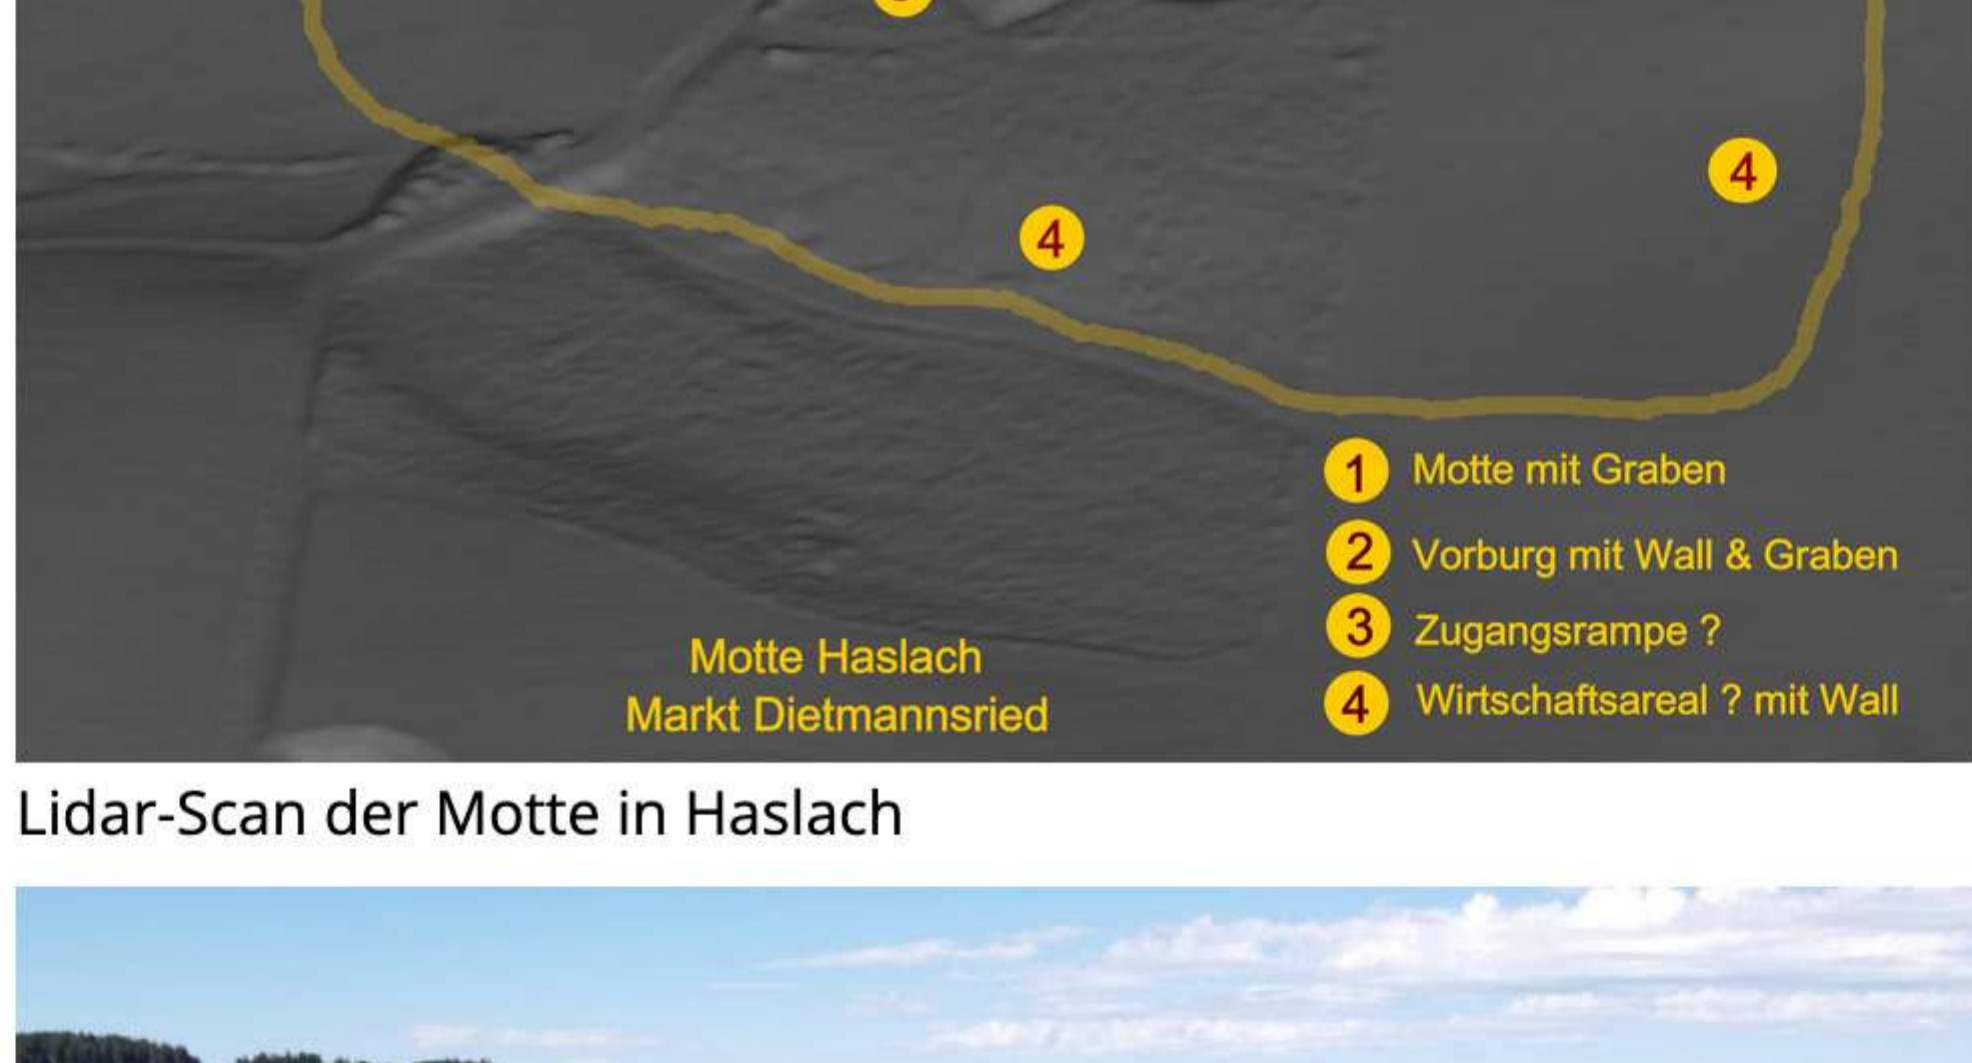 4
4
1 Motte mit Graben
2 Vorburg mit Wall & Graben
3 Zugangsrampe ?
4 Wirtschaftsareal ? mit Wall
Motte Haslach
Markt Dietmannsried
Lidar-Scan der Motte in Haslach